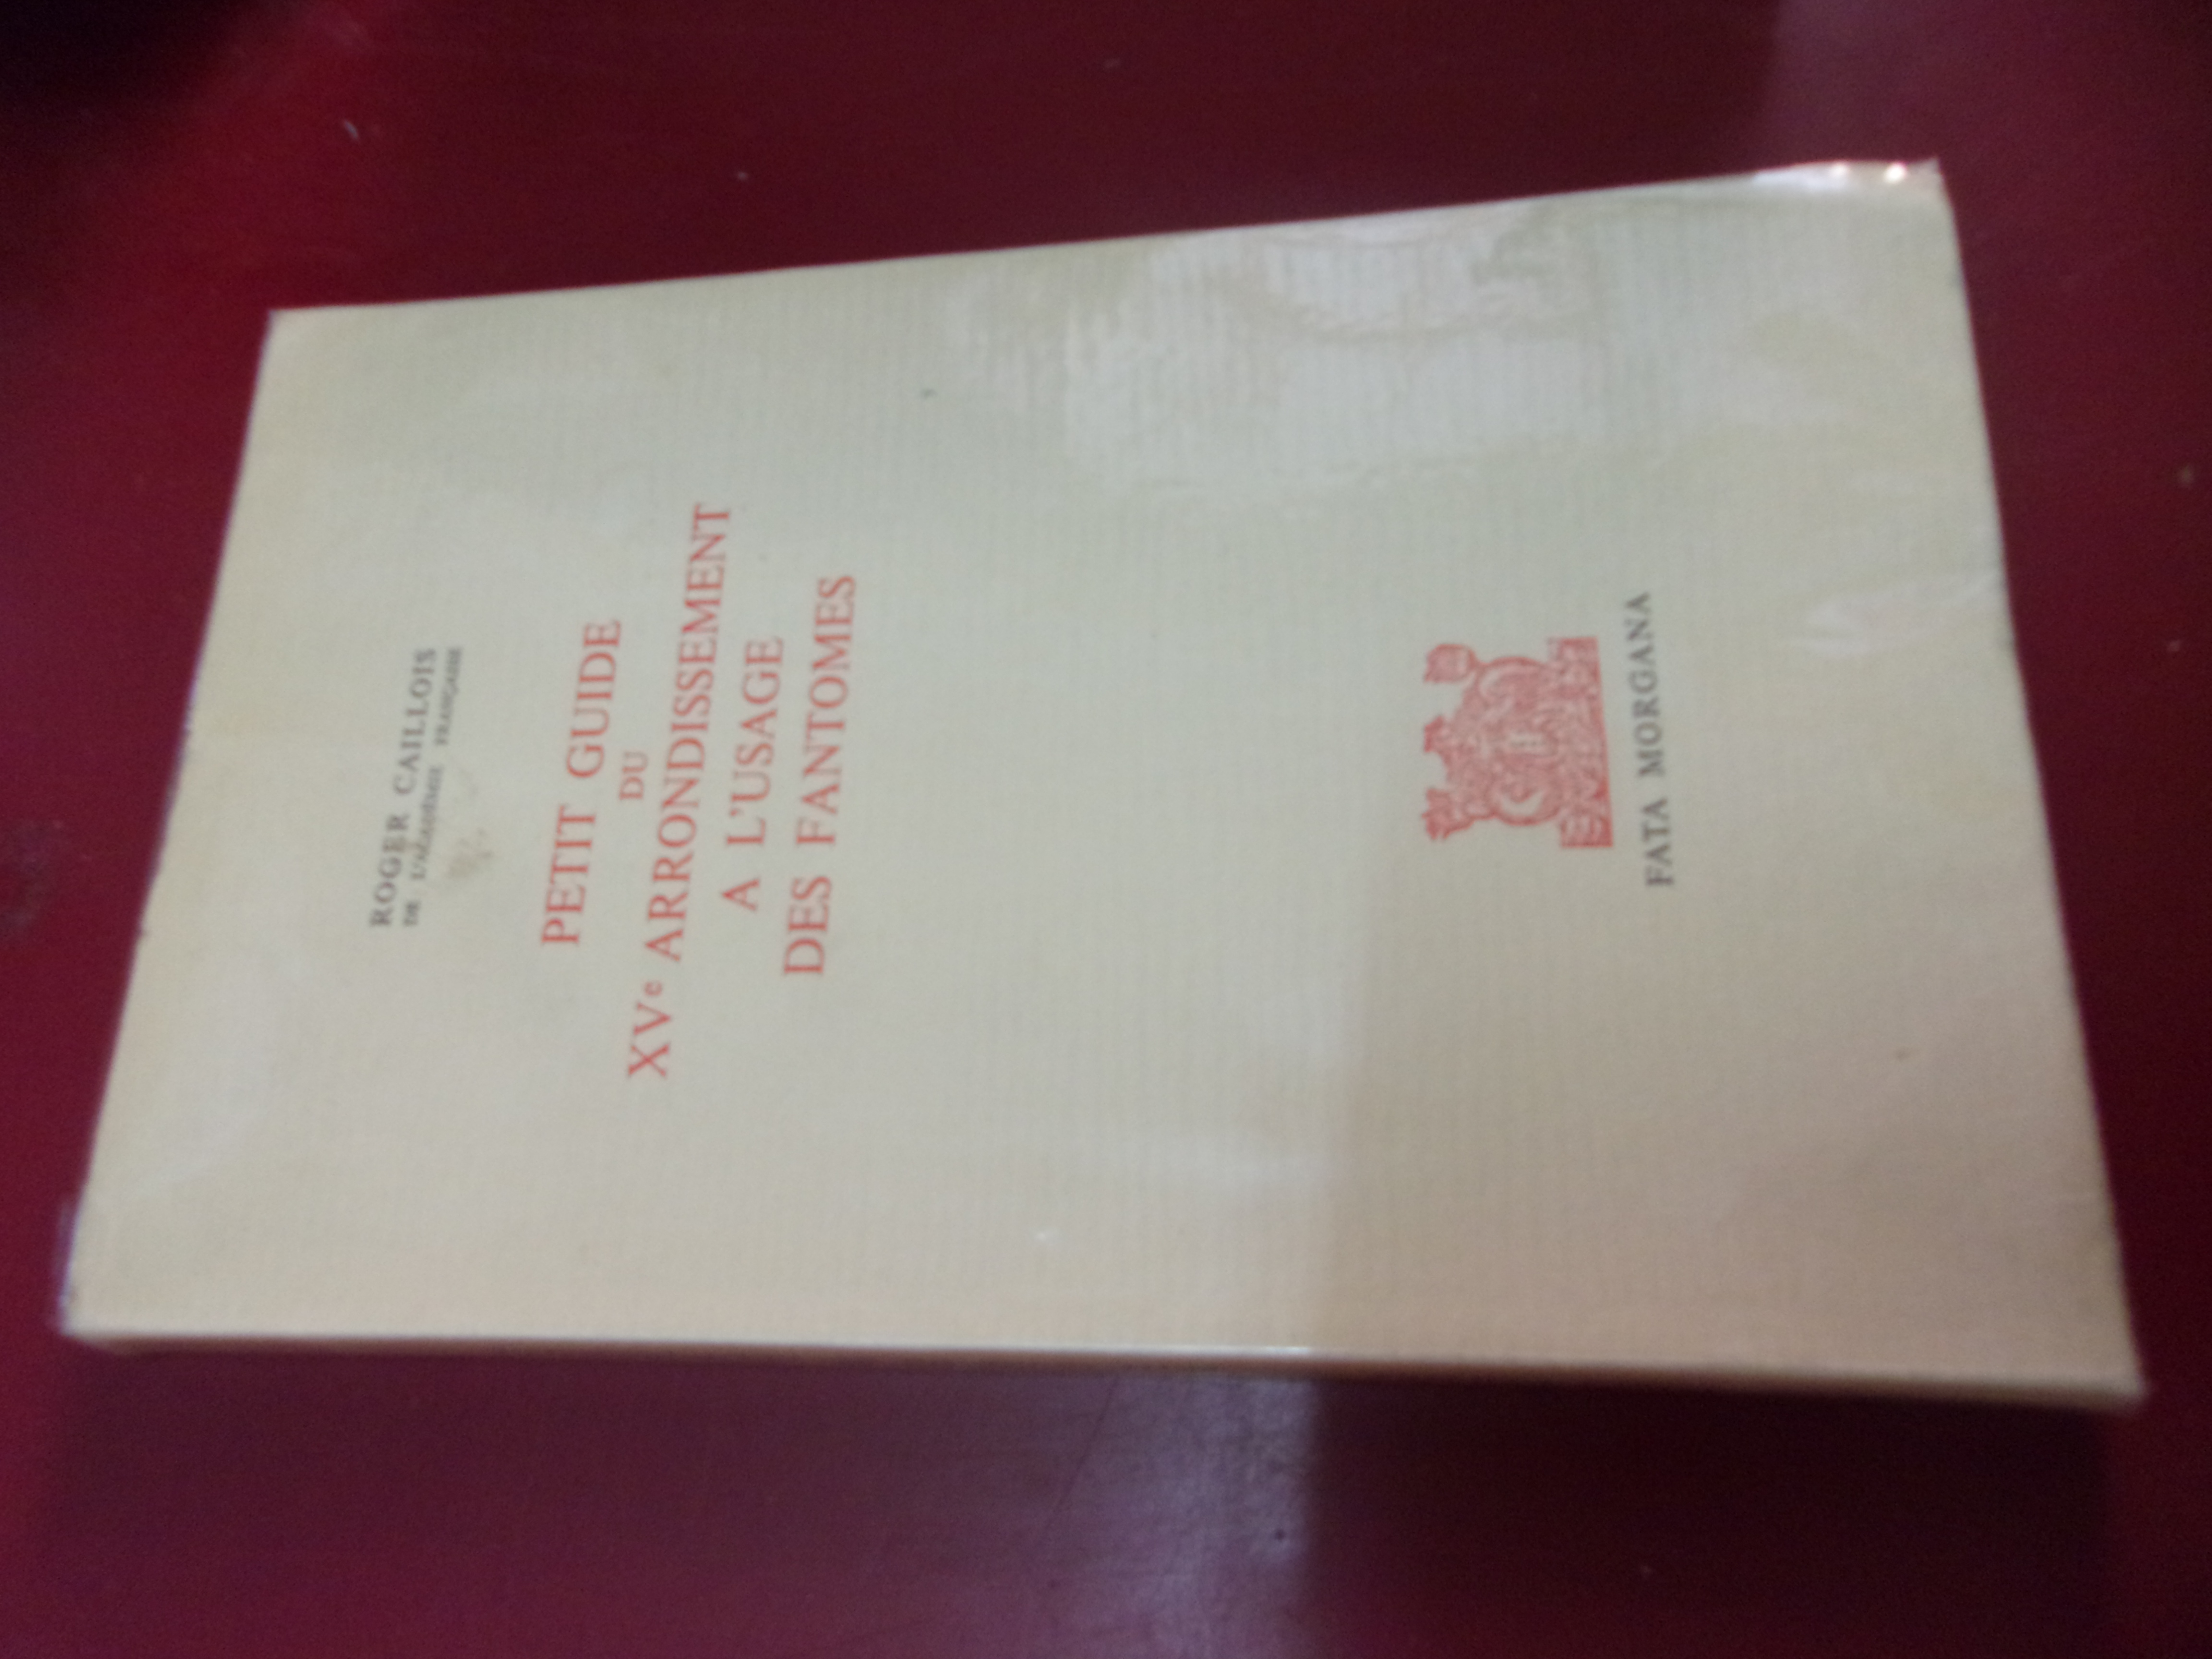 ROGER CAILLOIS
DE L'ACADÉMIE FRANÇAISE
PETIT GUIDE
DU
XVe ARRONDISSEMENT
A L'USAGE
DES FANTOMES
FATA MORGANA